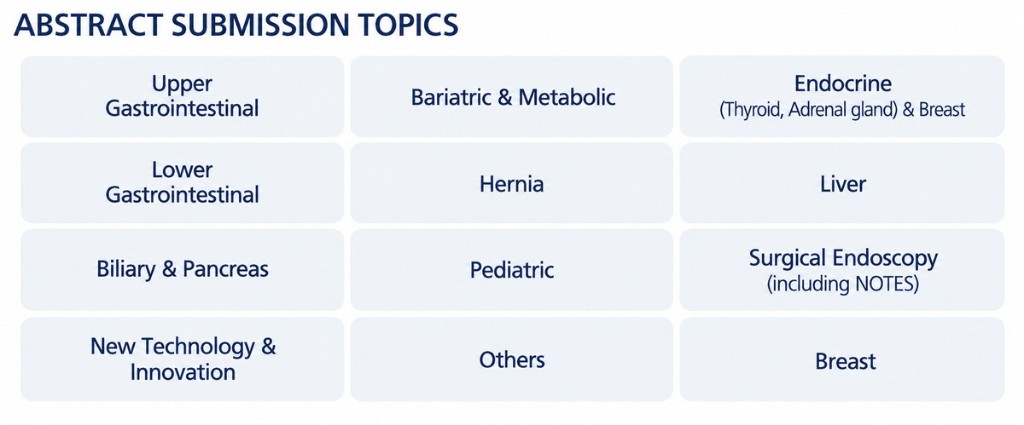 ABSTRACT SUBMISSION TOPICS
Upper
Gastrointestinal
Bariatric & Metabolic
Endocrine
(Thyroid, Adrenal gland) & Breast
Lower
Gastrointestinal
Hernia
Liver
Biliary & Pancreas
Pediatric
Surgical Endoscopy
(including NOTES)
New Technology &
Innovation
Others
Breast